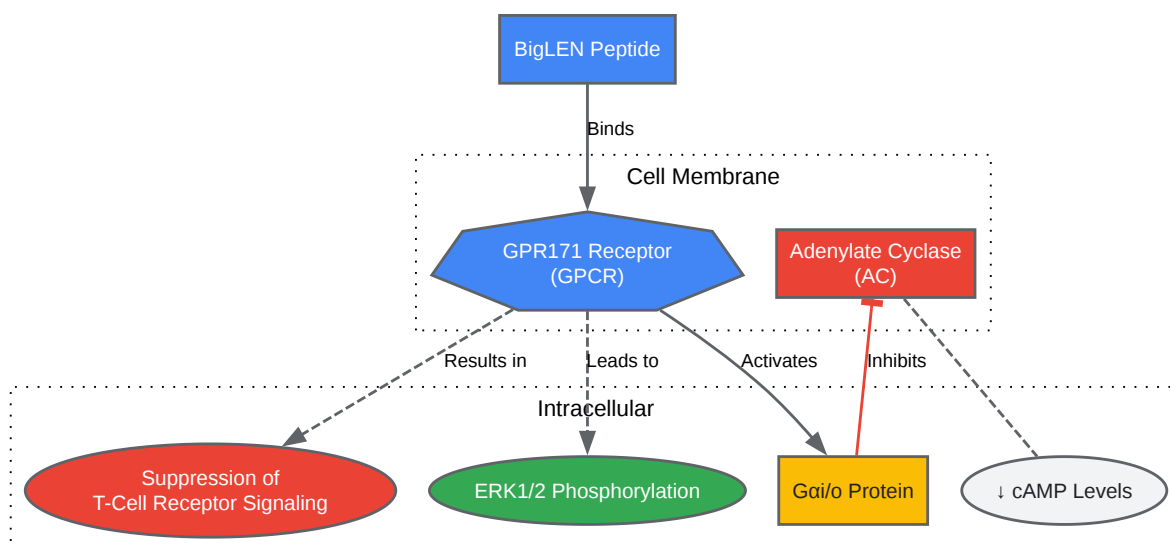 BigLEN Peptide
Binds
Cell Membrane
GPR171 Receptor
(GPCR)
Adenylate Cyclase
(AC)
Results in
Leads to
Activates
Inhibits
Intracellular
Suppression of
T-Cell Receptor Signaling
ERK1/2 Phosphorylation
Gαi/o Protein
↓ cAMP Levels